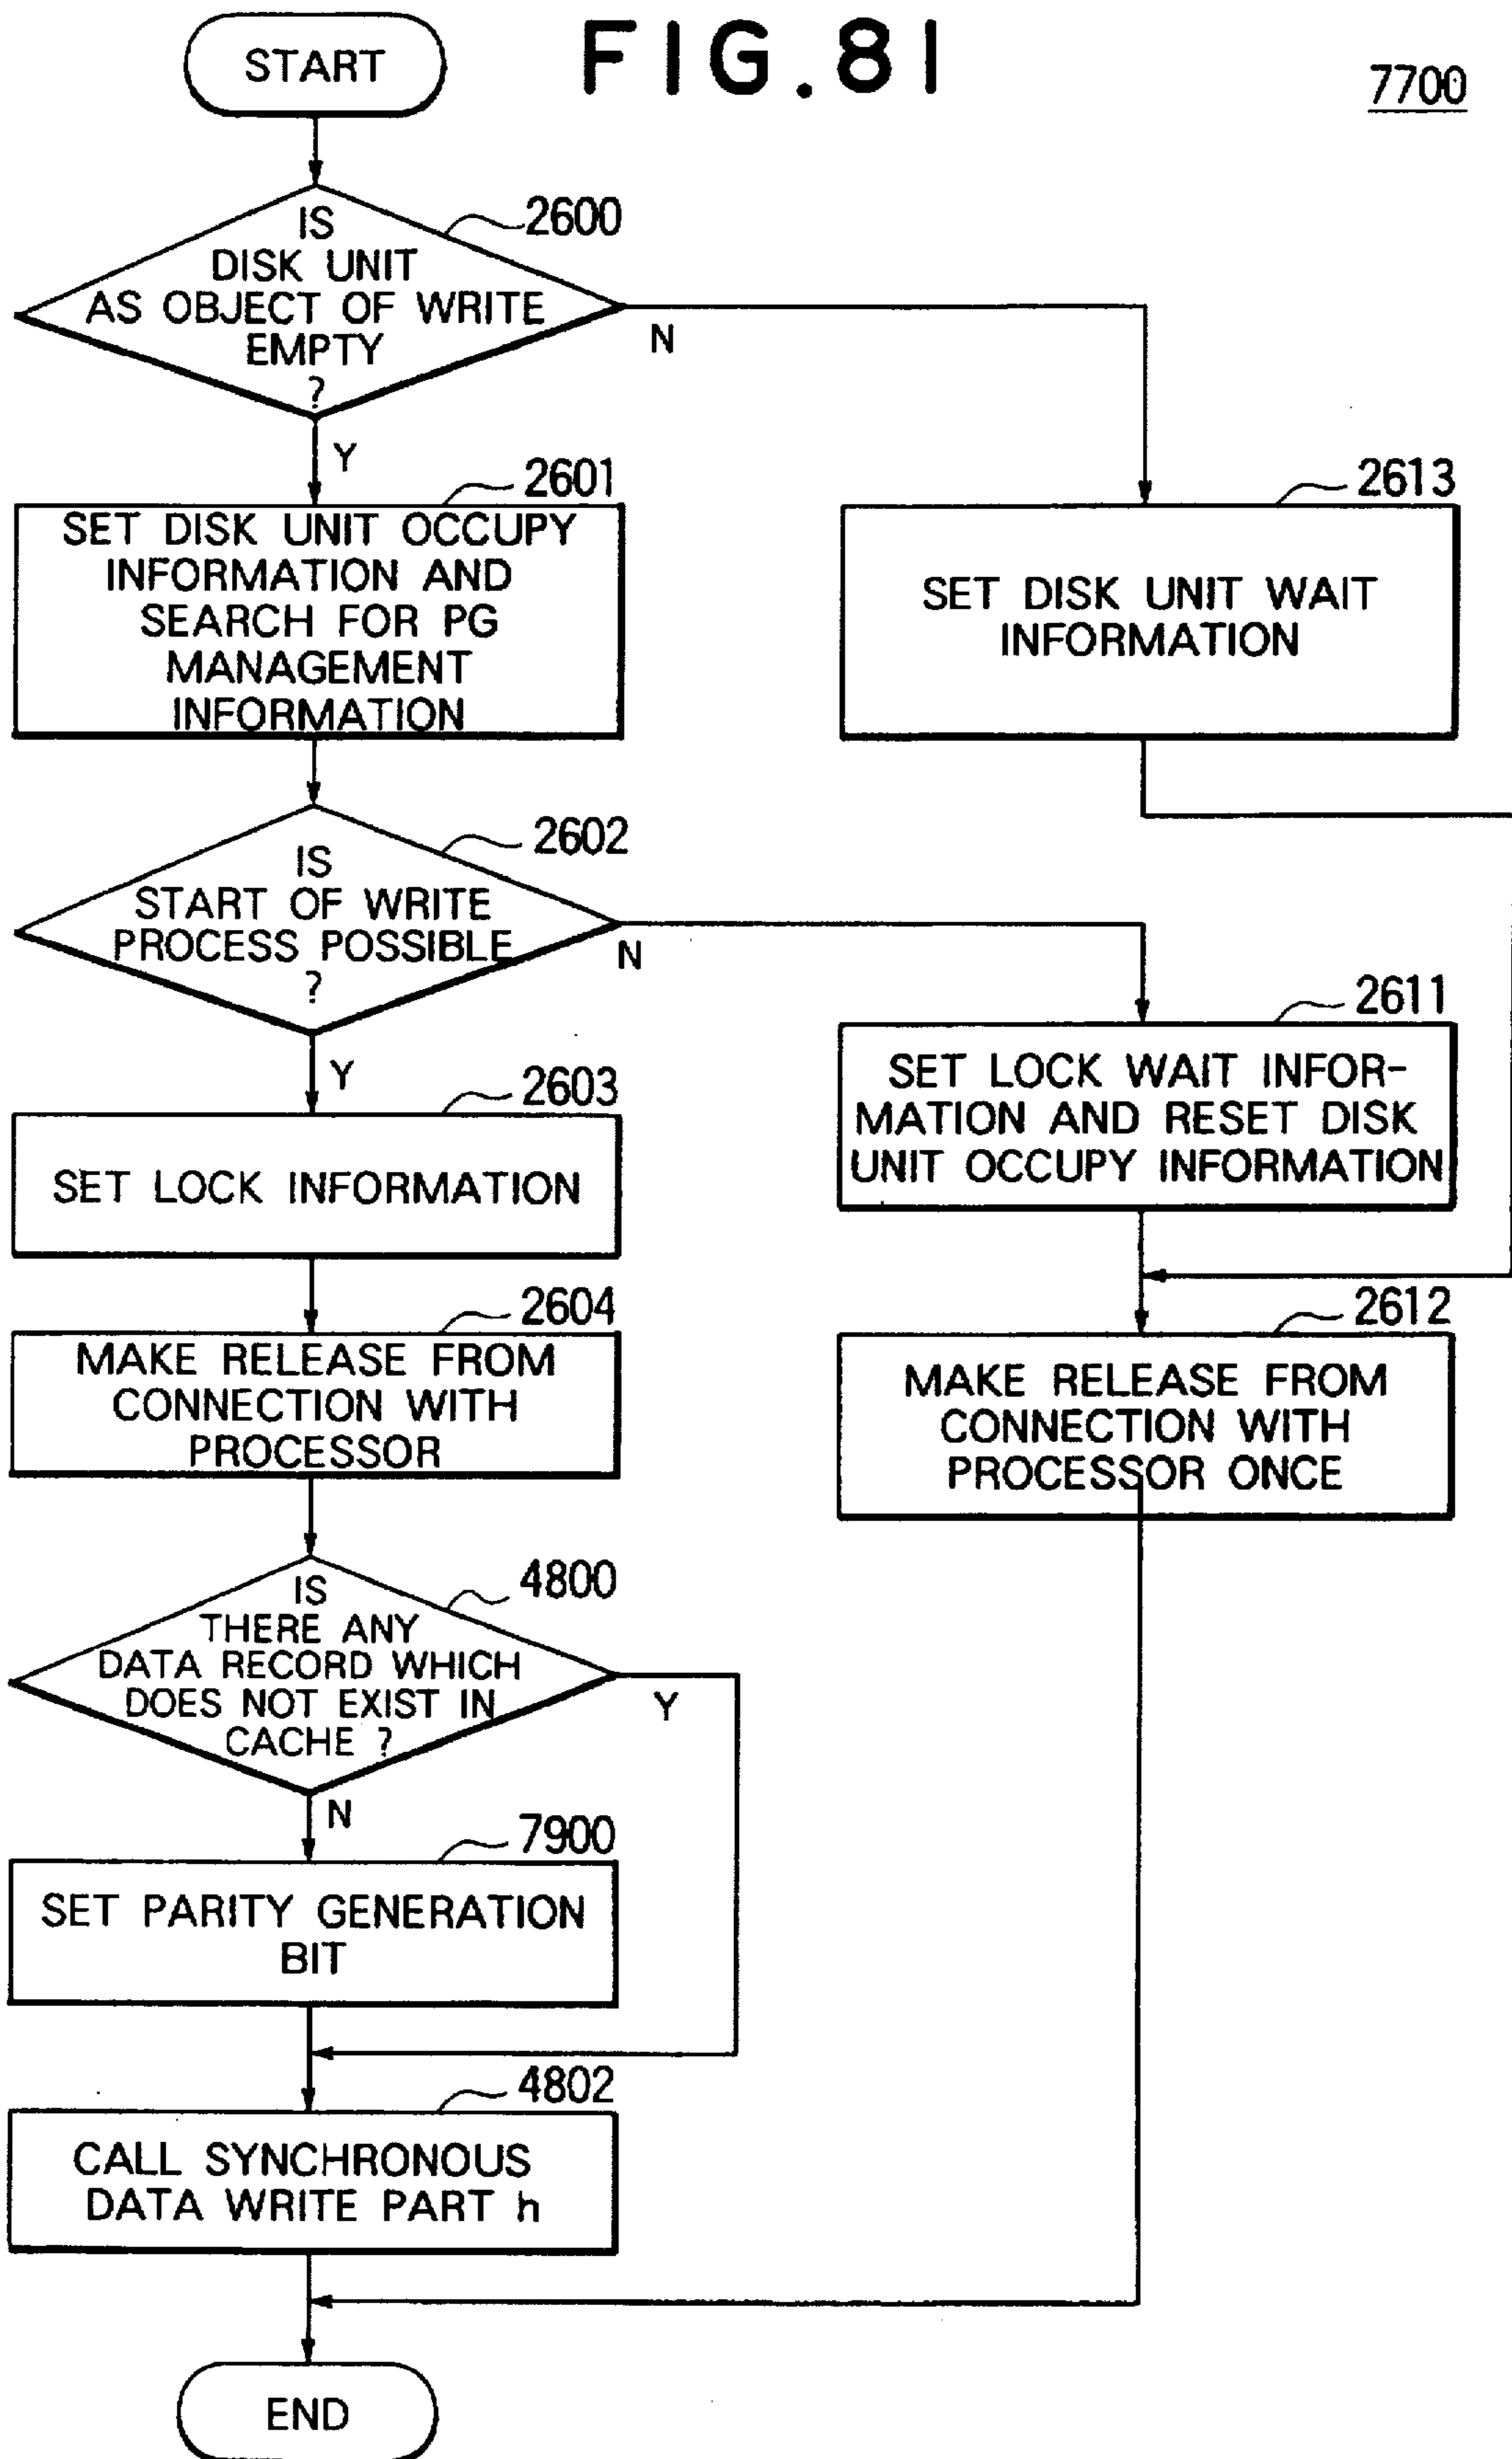 FIG.81
7700
START
2600
IS
DISK UNIT
AS OBJECT OF WRITE
EMPTY
?
N
Y
2601
SET DISK UNIT OCCUPY
INFORMATION AND
SEARCH FOR PG
MANAGEMENT
INFORMATION
2613
SET DISK UNIT WAIT
INFORMATION
2602
IS
START OF WRITE
PROCESS POSSIBLE
?
N
Y
2611
SET LOCK WAIT INFOR-
MATION AND RESET DISK
UNIT OCCUPY INFORMATION
2603
SET LOCK INFORMATION
2604
MAKE RELEASE FROM
CONNECTION WITH
PROCESSOR
2612
MAKE RELEASE FROM
CONNECTION WITH
PROCESSOR ONCE
4800
IS
THERE ANY
DATA RECORD WHICH
DOES NOT EXIST IN
CACHE ?
Y
N
7900
SET PARITY GENERATION
BIT
4802
CALL SYNCHRONOUS
DATA WRITE PART h
END